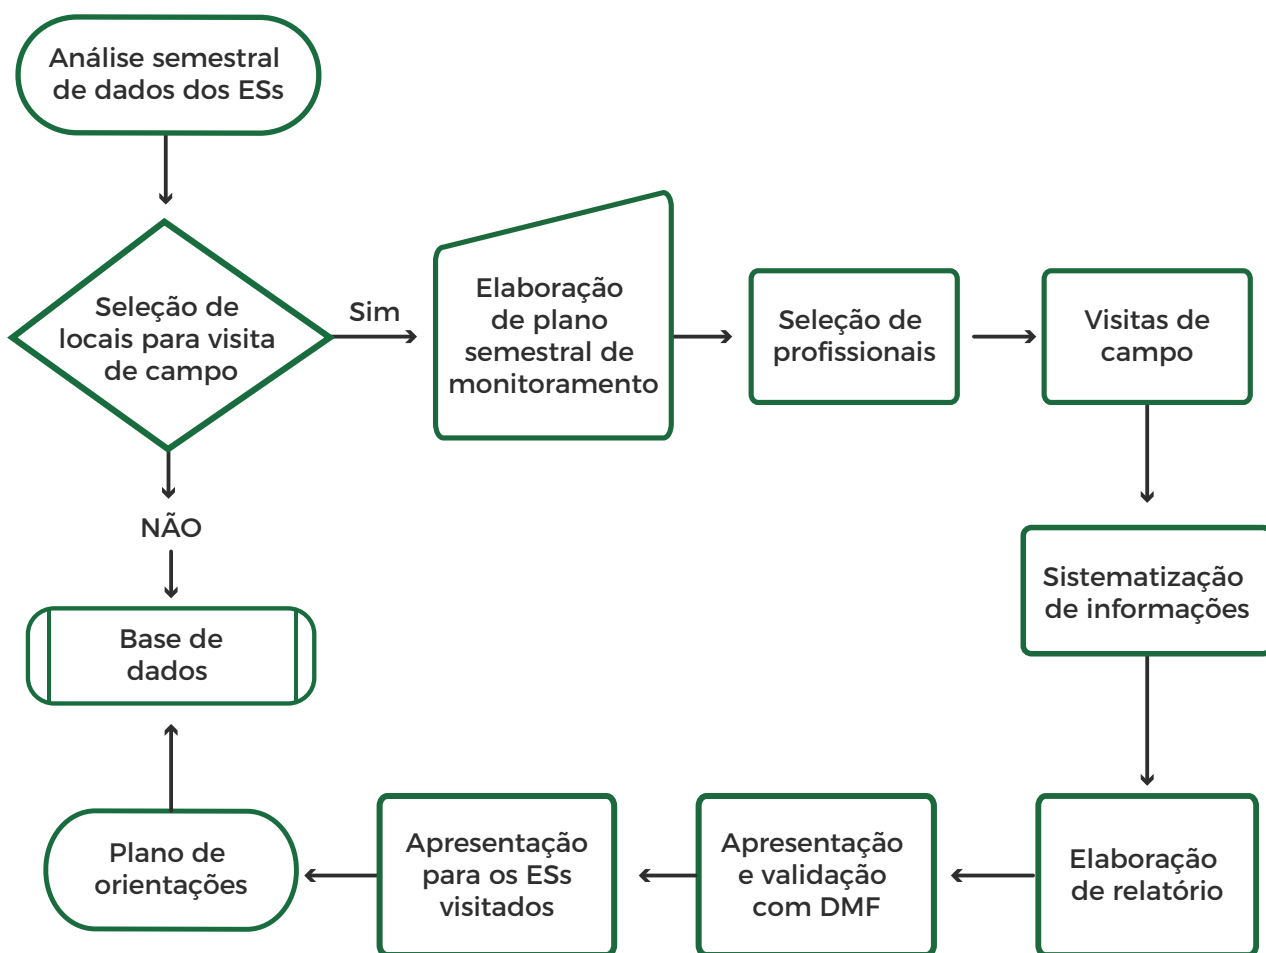 Análise semestral
de dados dos ESs
Seleção de
locais para visita
de campo
Sim
Elaboração
de plano
semestral de
monitoramento
Seleção de
profissionais
Visitas de
campo
NÃO
Sistematização
de informações
Base de
dados
Elaboração
de relatório
Apresentação
e validação
com DMF
Apresentação
para os ESs
visitados
Plano de
orientações